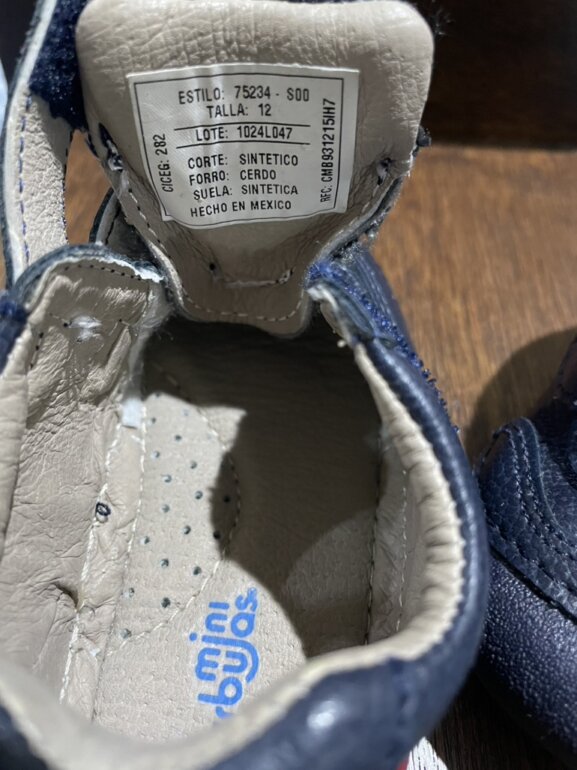 ESTILO: 75234 - S00
TALLA: 12
LOTE: 1024L047
CORTE: SINTETICO
FORRO: CERDO
SUELA: SINTETICA
HECHO EN MEXICO
CICEG: 282
RFC: CMB931215IH7
mini
burbujas